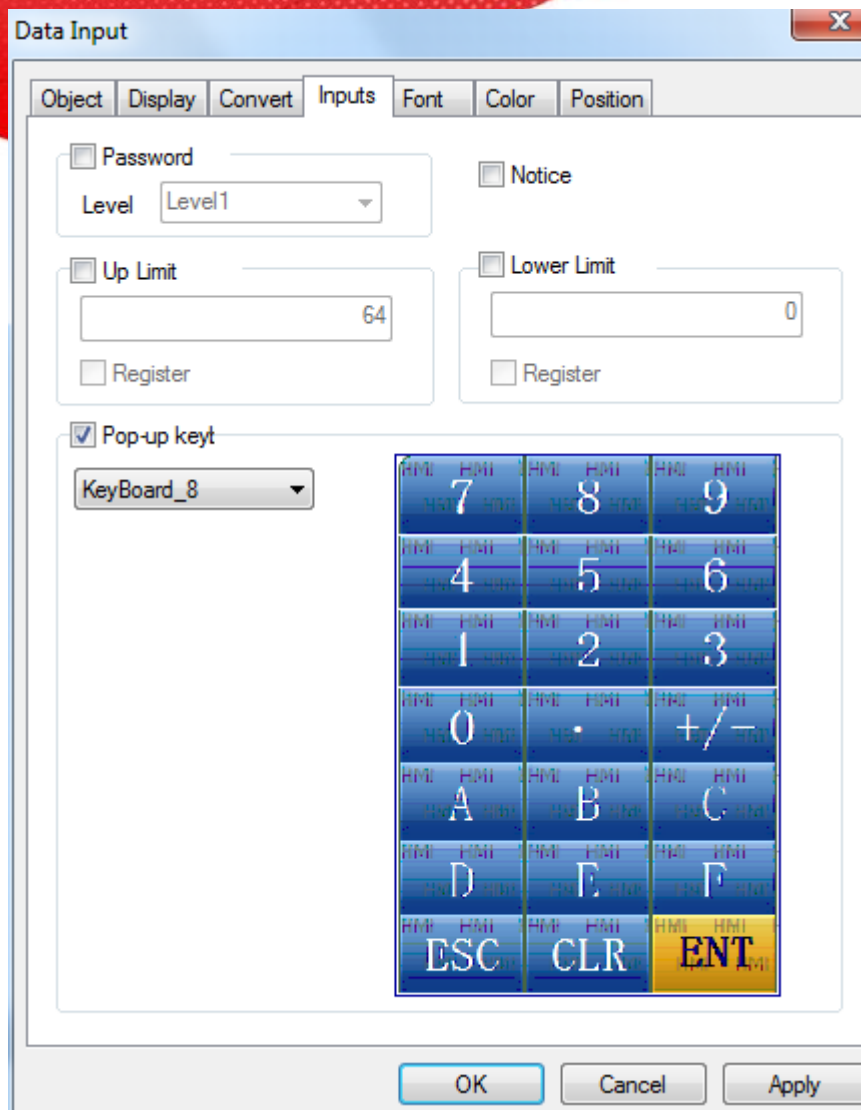 Data Input
Object Display Convert Inputs Font Color Position
Password
Notice
Level Level1
Up Limit
Lower Limit
64
0
Register
Register
Pop-up keyt
KeyBoard_8
7 8 9
4 5 6
1 2 3
0 . +/-
A B C
D E F
ESC CLR ENT
OK Cancel Apply